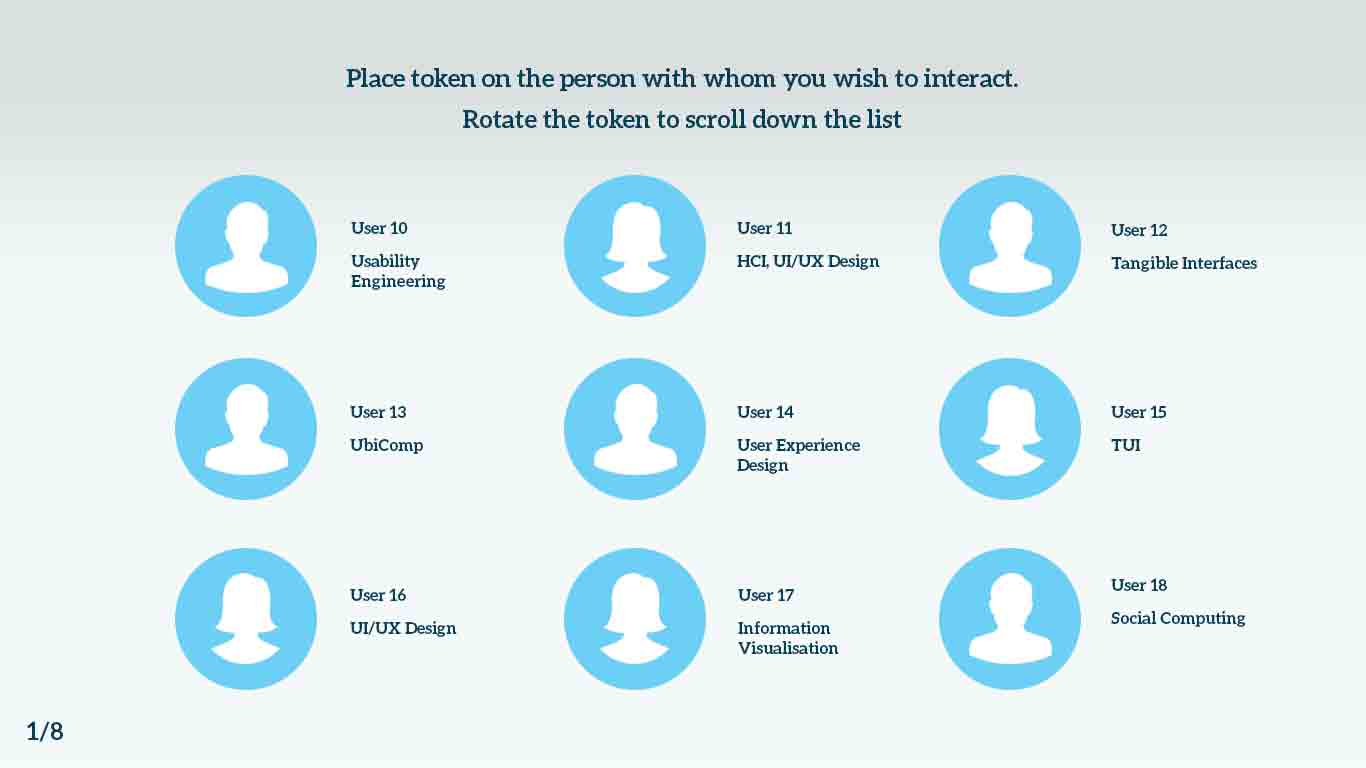 Place token on the person with whom you wish to interact.
Rotate the token to scroll down the list
User 10
Usability
Engineering
User 11
HCI, UI/UX Design
User 12
Tangible Interfaces
User 13
UbiComp
User 14
User Experience
Design
User 15
TUI
User 16
UI/UX Design
User 17
Information
Visualisation
User 18
Social Computing
1/8